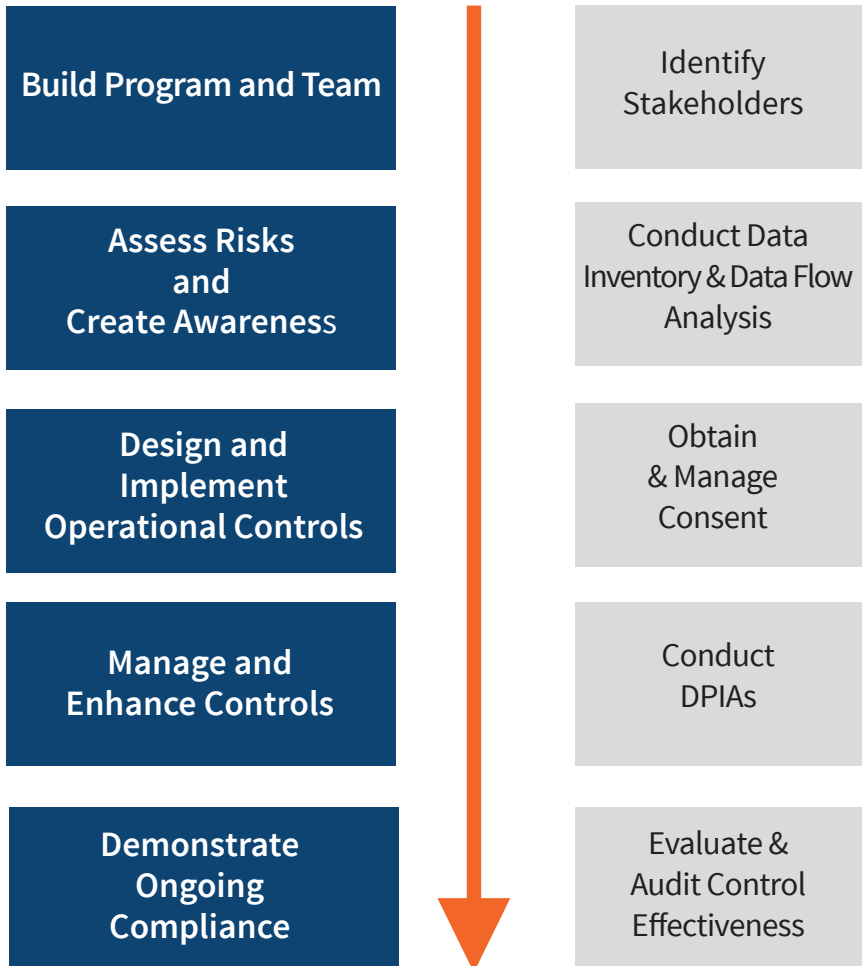 Build Program and Team
Identify
Stakeholders
Assess Risks
and
Create Awareness
Conduct Data
Inventory & Data Flow
Analysis
Design and
Implement
Operational Controls
Obtain
& Manage
Consent
Manage and
Enhance Controls
Conduct
DPIAs
Demonstrate
Ongoing
Compliance
Evaluate &
Audit Control
Effectiveness